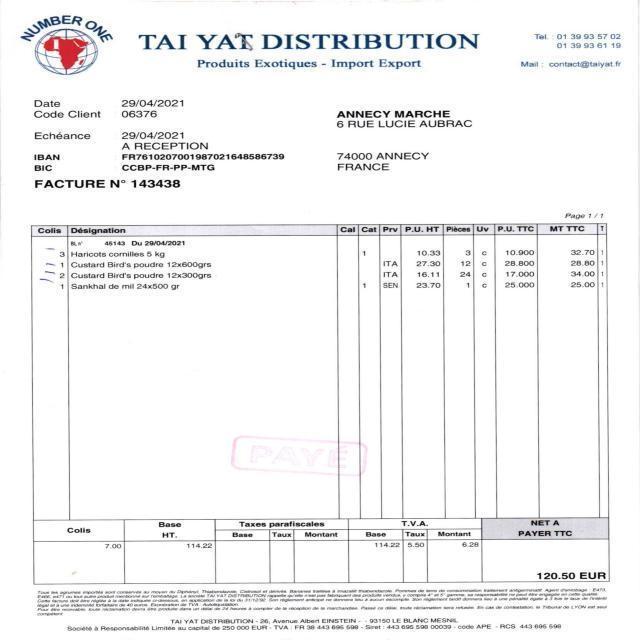 NUMBER ONE
TAI YAT DISTRIBUTION
Produits Exotiques - Import Export
Tel. : 01 39 93 57 02
01 39 93 61 19
Mail : contact@taiyat.fr
Date 29/04/2021
Code Client 06376
Echéance 29/04/2021
A RECEPTION
IBAN FR7610207001987021648586739
BIC CCBP-FR-PP-MTG
FACTURE N° 143438
ANNECY MARCHE
6 RUE LUCIE AUBRAC
74000 ANNECY
FRANCE
Page 1 / 1
Colis Désignation Cal Cat Prv P.U. HT Pièces Uv P.U. TTC MT TTC T
BL n° 45143 Du 29/04/2021
3 Haricots cornilles 5 kg 1 10.33 3 c 10.900 32.70 1
1 Custard Bird's poudre 12x600grs ITA 27.30 12 c 28.800 28.80 1
2 Custard Bird's poudre 12x300grs ITA 16.11 24 c 17.000 34.00 1
1 Sankhal de mil 24x500 gr 1 SEN 23.70 1 c 25.000 25.00 1
PAYÉ
Colis Base HT. Taxes parafiscales T.V.A. NET A PAYER TTC
Base Taux Montant Base Taux Montant
7.00 114.22 114.22 5.50 6.28
120.50 EUR
TAI YAT DISTRIBUTION - 26, Avenue Albert EINSTEIN - - 93150 LE BLANC MESNIL
Société à Responsabilité Limitée au capital de 250 000 EUR - TVA : FR 38 443 695 598 - Siret : 443 695 598 00039 - code APE - RCS 443 695 598